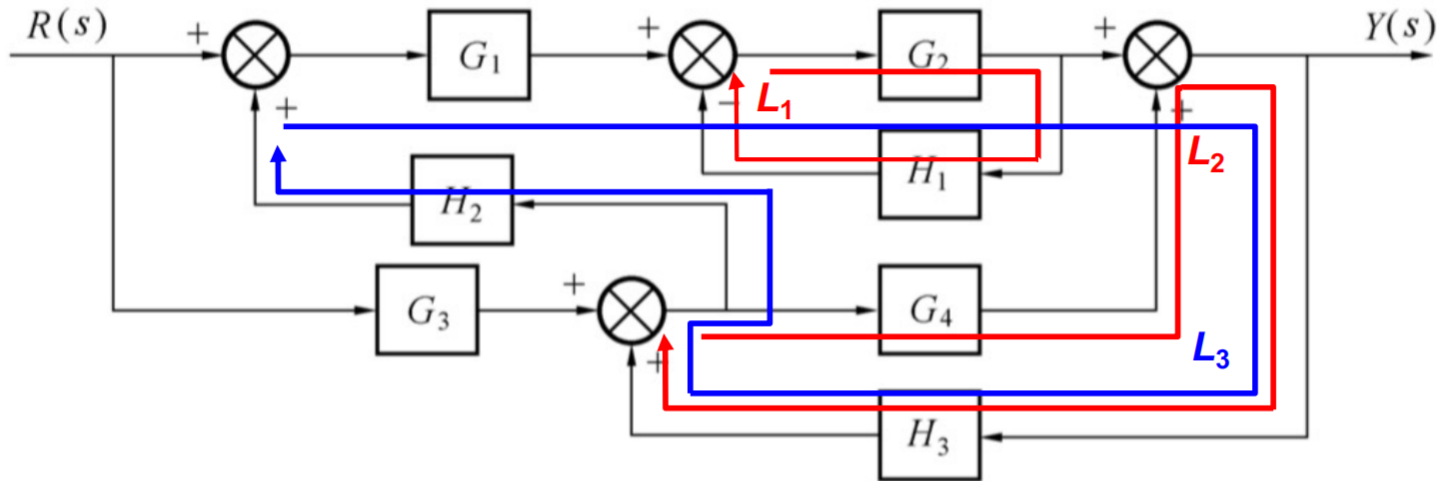 R(s) + G₁ + G₂ + Y(s)
+ − L₁ +
H₁ L₂
H₂
G₃ + G₄
+ L₃
H₃